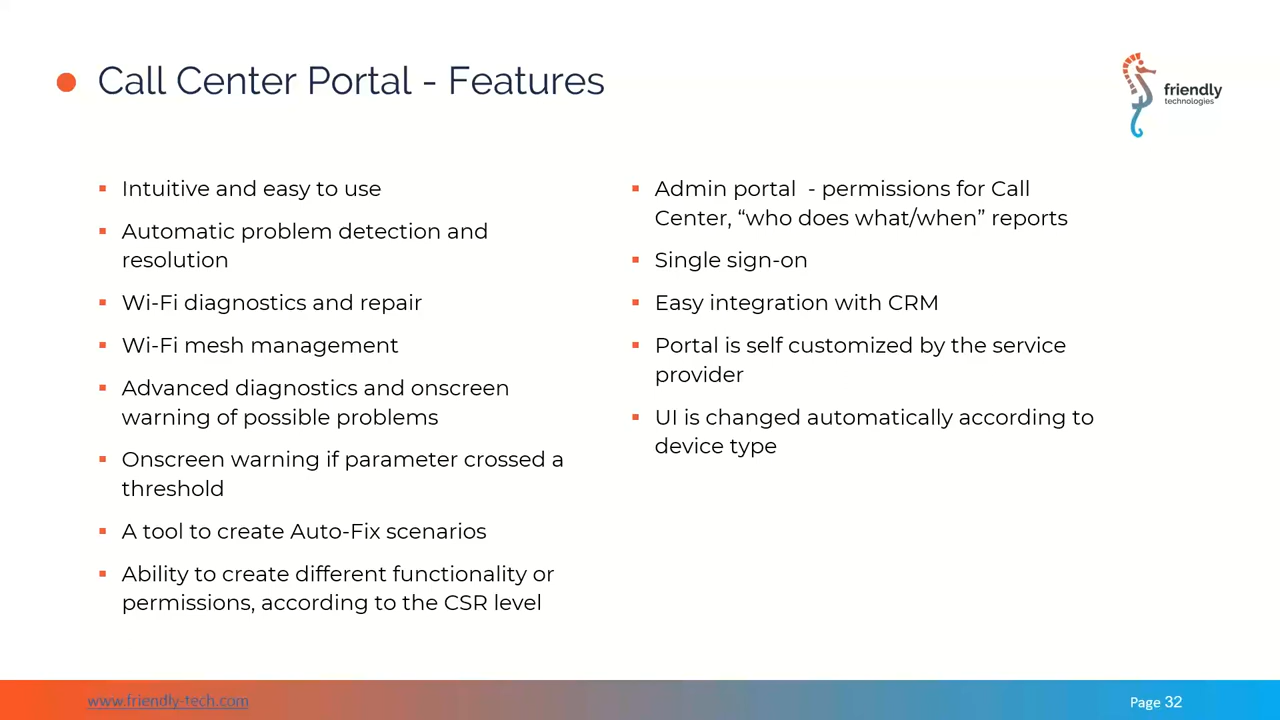 Call Center Portal - Features
friendly
technologies
▪ Intuitive and easy to use
▪ Automatic problem detection and
resolution
▪ Wi-Fi diagnostics and repair
▪ Wi-Fi mesh management
▪ Advanced diagnostics and onscreen
warning of possible problems
▪ Onscreen warning if parameter crossed a
threshold
▪ A tool to create Auto-Fix scenarios
▪ Ability to create different functionality or
permissions, according to the CSR level
▪ Admin portal  - permissions for Call
Center, “who does what/when” reports
▪ Single sign-on
▪ Easy integration with CRM
▪ Portal is self customized by the service
provider
▪ UI is changed automatically according to
device type
www.friendly-tech.com
Page 32